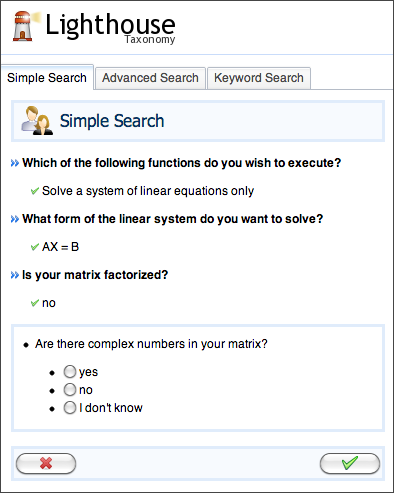 Lighthouse
Taxonomy
Simple Search
Advanced Search
Keyword Search
Simple Search
Which of the following functions do you wish to execute?
Solve a system of linear equations only
What form of the linear system do you want to solve?
AX = B
Is your matrix factorized?
no
Are there complex numbers in your matrix?
yes
no
I don't know